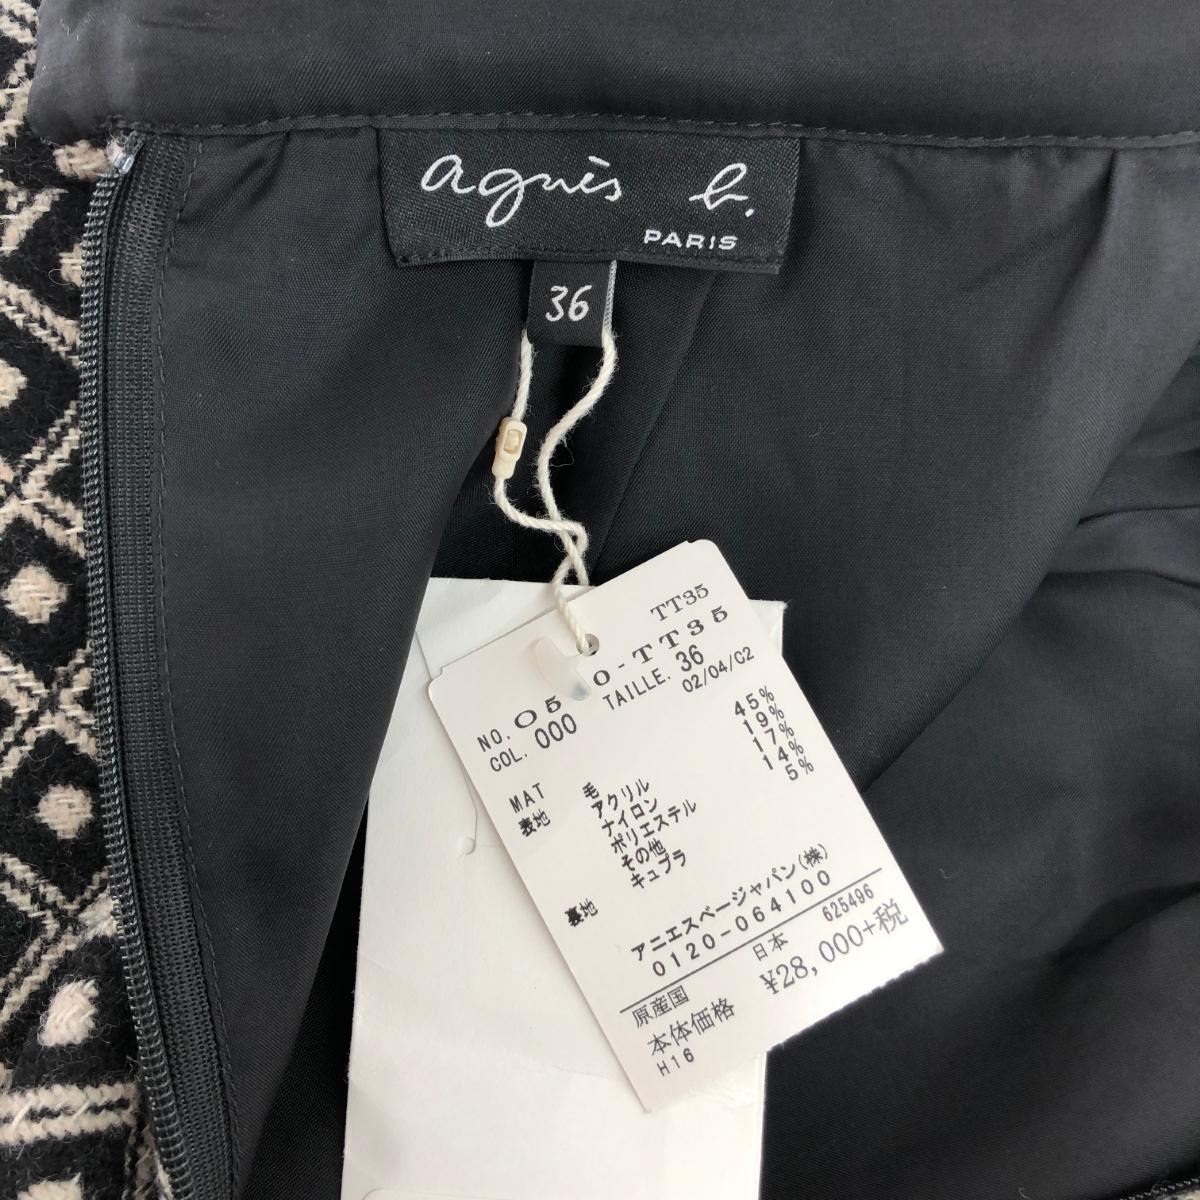 agnès b.
PARIS
36
TT35
NO. 05 0-TT35
COL. 000 TAILLE. 36
02/04/C2
MAT
表地 毛 45%
アクリル 19%
ナイロン 17%
ポリエステル 14%
その他 5%
裏地 キュプラ
アニエスベージャパン(株)
0120-064100
625496
原産国 日本
本体価格 ¥28,000+税
H16